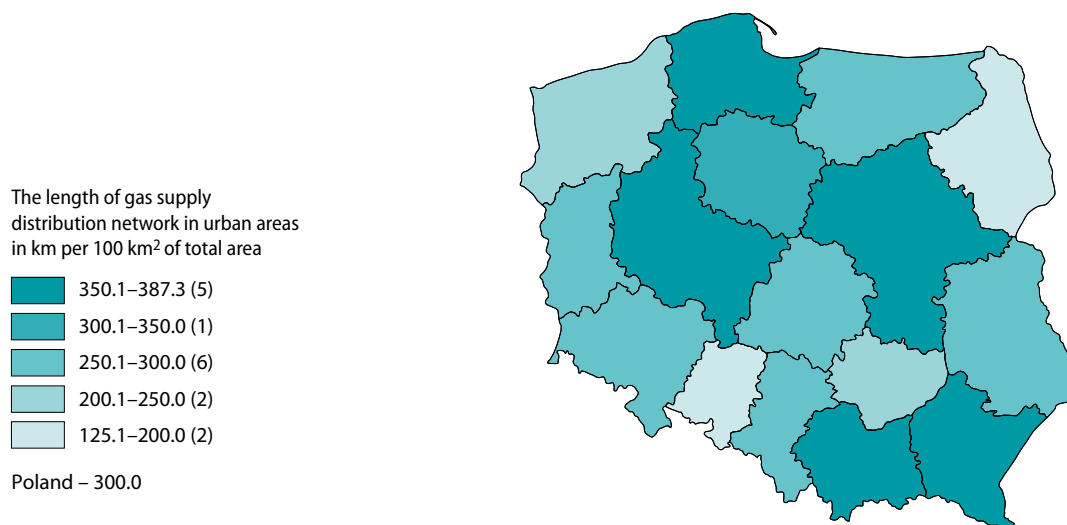 The length of gas supply
distribution network in urban areas
in km per 100 km² of total area
350.1–387.3 (5)
300.1–350.0 (1)
250.1–300.0 (6)
200.1–250.0 (2)
125.1–200.0 (2)
Poland – 300.0